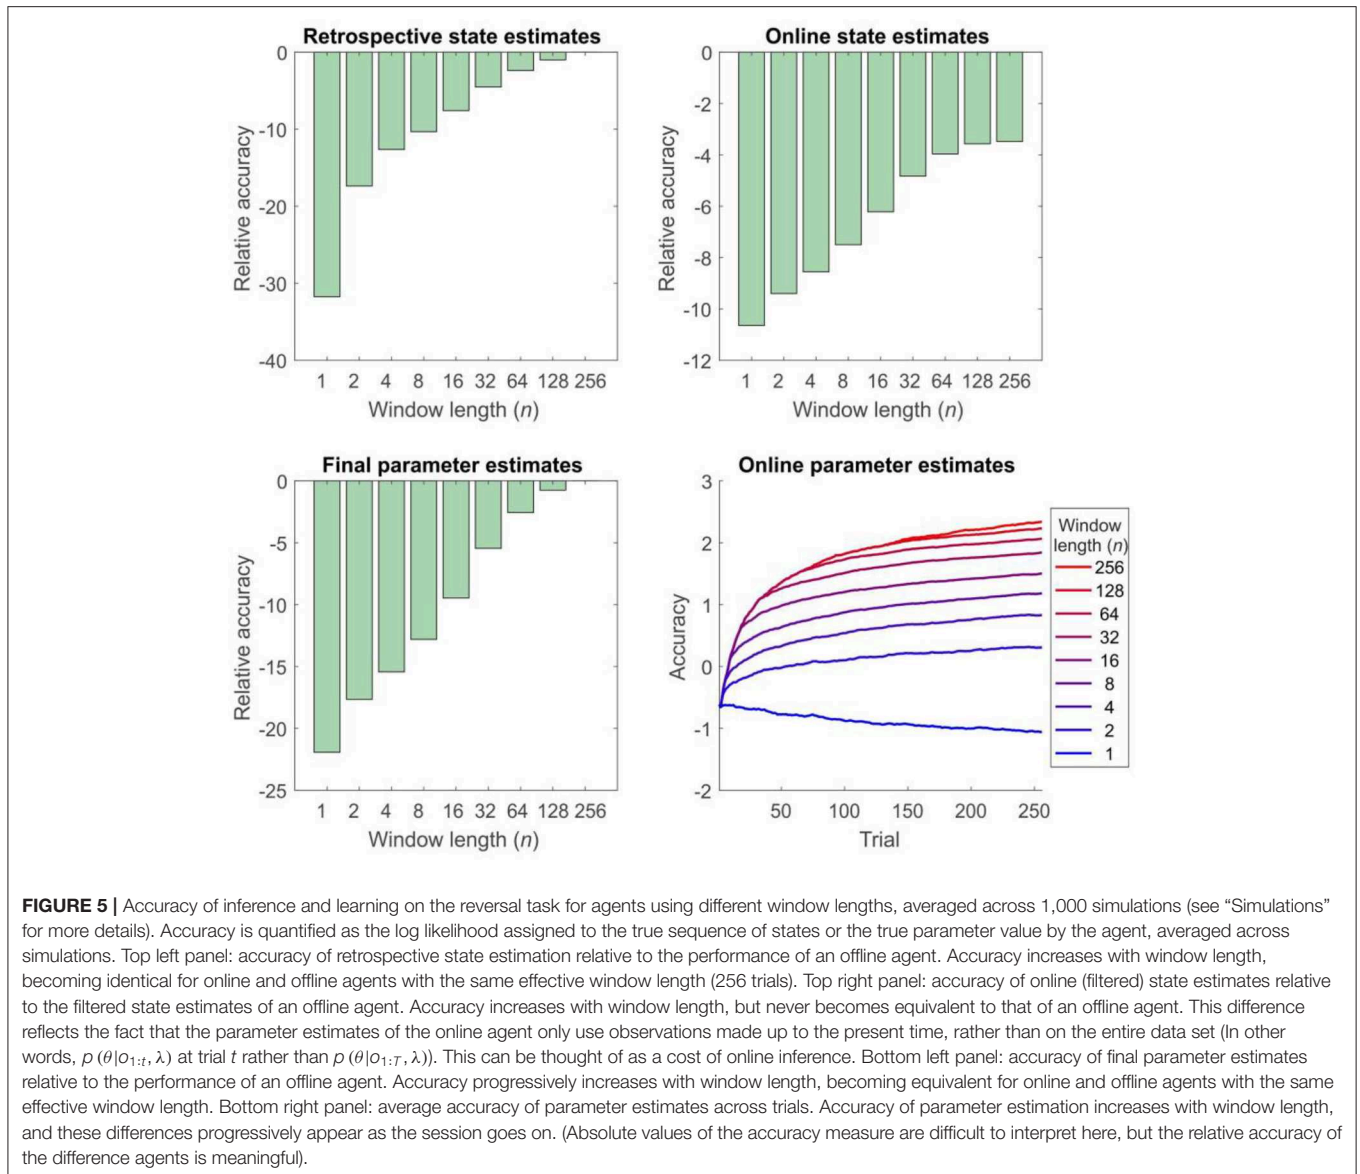 Retrospective state estimates
0
-10
-20
-30
-40
Relative accuracy
1 2 4 8 16 32 64 128 256
Window length (n)
Online state estimates
0
-2
-4
-6
-8
-10
-12
Relative accuracy
1 2 4 8 16 32 64 128 256
Window length (n)
Final parameter estimates
0
-5
-10
-15
-20
-25
Relative accuracy
1 2 4 8 16 32 64 128 256
Window length (n)
Online parameter estimates
3
2
1
0
-1
-2
Accuracy
50 100 150 200 250
Trial
Window
length (n)
256
128
64
32
16
8
4
2
1
FIGURE 5 | Accuracy of inference and learning on the reversal task for agents using different window lengths, averaged across 1,000 simulations (see “Simulations”
for more details). Accuracy is quantified as the log likelihood assigned to the true sequence of states or the true parameter value by the agent, averaged across
simulations. Top left panel: accuracy of retrospective state estimation relative to the performance of an offline agent. Accuracy increases with window length,
becoming identical for online and offline agents with the same effective window length (256 trials). Top right panel: accuracy of online (filtered) state estimates relative
to the filtered state estimates of an offline agent. Accuracy increases with window length, but never becomes equivalent to that of an offline agent. This difference
reflects the fact that the parameter estimates of the online agent only use observations made up to the present time, rather than on the entire data set (In other
words, p (θ|o1:t, λ) at trial t rather than p (θ|o1:T, λ)). This can be thought of as a cost of online inference. Bottom left panel: accuracy of final parameter estimates
relative to the performance of an offline agent. Accuracy progressively increases with window length, becoming equivalent for online and offline agents with the same
effective window length. Bottom right panel: average accuracy of parameter estimates across trials. Accuracy of parameter estimation increases with window length,
and these differences progressively appear as the session goes on. (Absolute values of the accuracy measure are difficult to interpret here, but the relative accuracy of
the difference agents is meaningful).